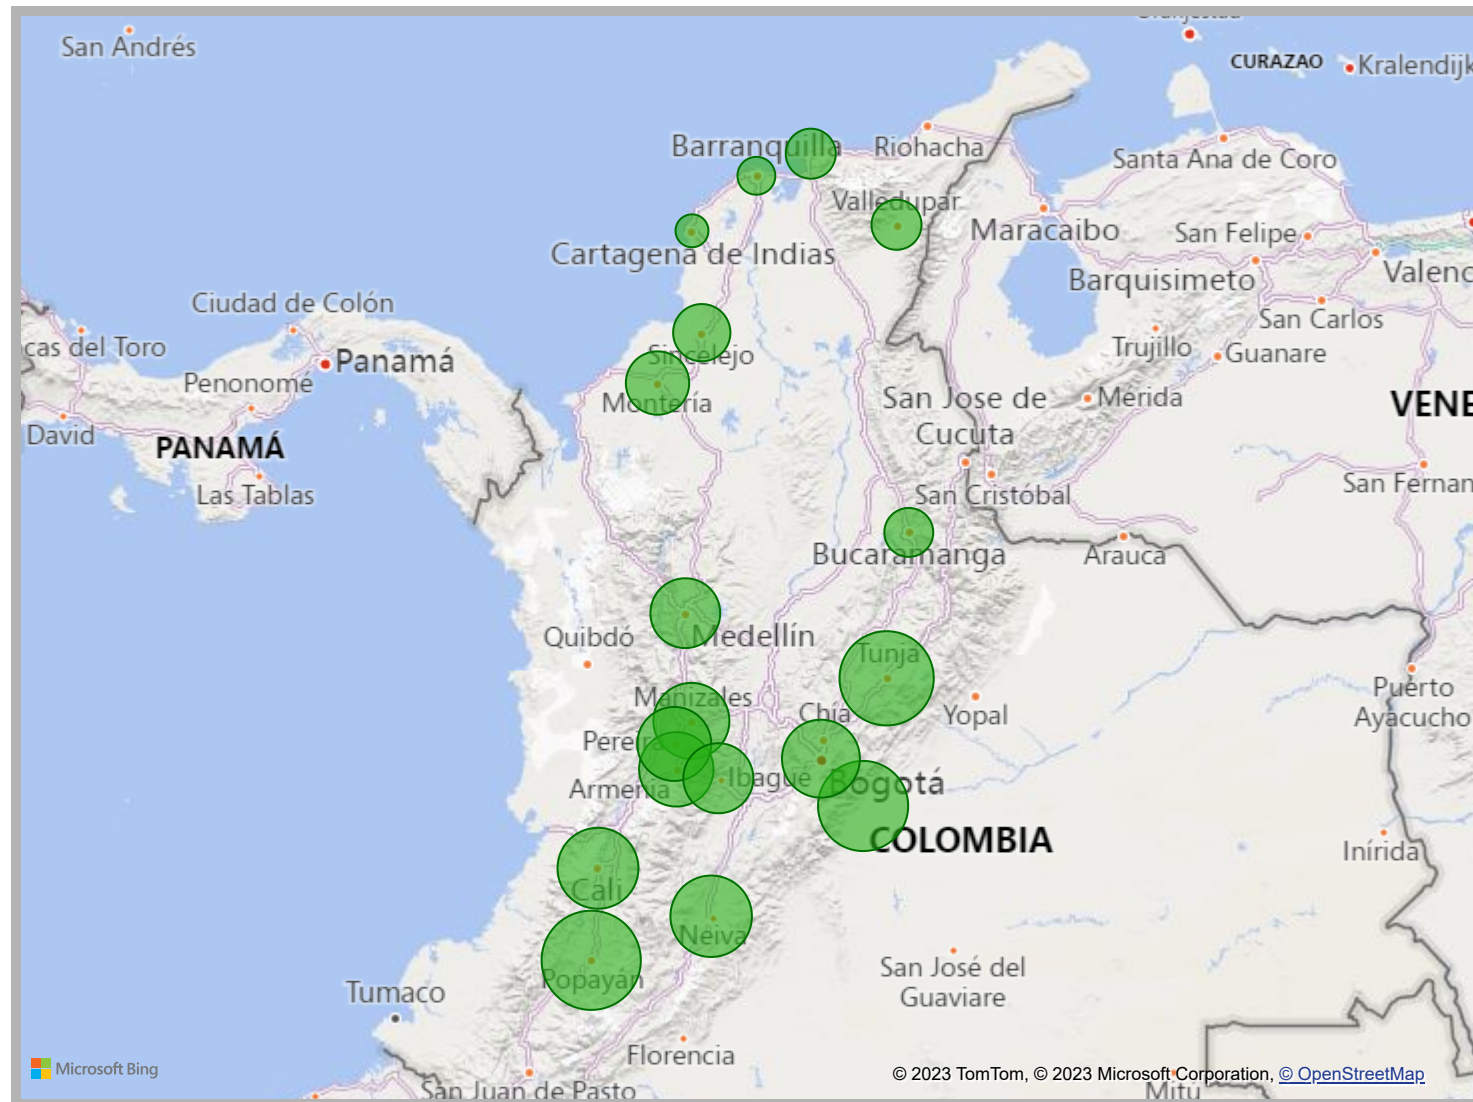 San Andrés
CURAZAO
Kralendijk
Barranquilla
Riohacha
Santa Ana de Coro
Valledupar
Maracaibo
San Felipe
Cartagena de Indias
Barquisimeto
Valenc
Ciudad de Colón
San Carlos
cas del Toro
Panamá
Sincelejo
Trujillo
Guanare
Penonomé
Montería
San Jose de
Cucuta
Mérida
VENE
David
PANAMÁ
Las Tablas
San Cristóbal
San Fernan
Bucaramanga
Arauca
Quibdó
Medellín
Tunja
Manizales
Chía
Yopal
Puerto
Ayacucho
Pereira
Ibagué
Bogotá
Armenia
COLOMBIA
Inírida
Cali
Neiva
Popayán
San José del
Guaviare
Tumaco
Florencia
Microsoft Bing
© 2023 TomTom, © 2023 Microsoft Corporation, © OpenStreetMap
San Juan de Pasto
Mitú